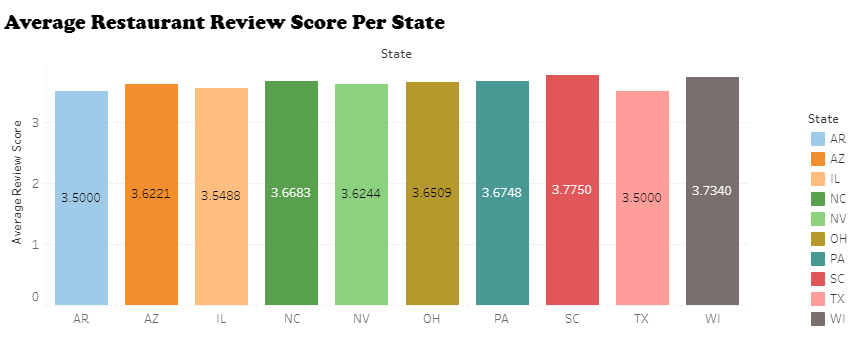 Average Restaurant Review Score Per State
State
Average Review Score
3
2
1
0
3.5000
3.6221
3.5488
3.6683
3.6244
3.6509
3.6748
3.7750
3.5000
3.7340
AR AZ IL NC NV OH PA SC TX WI
State
AR
AZ
IL
NC
NV
OH
PA
SC
TX
WI